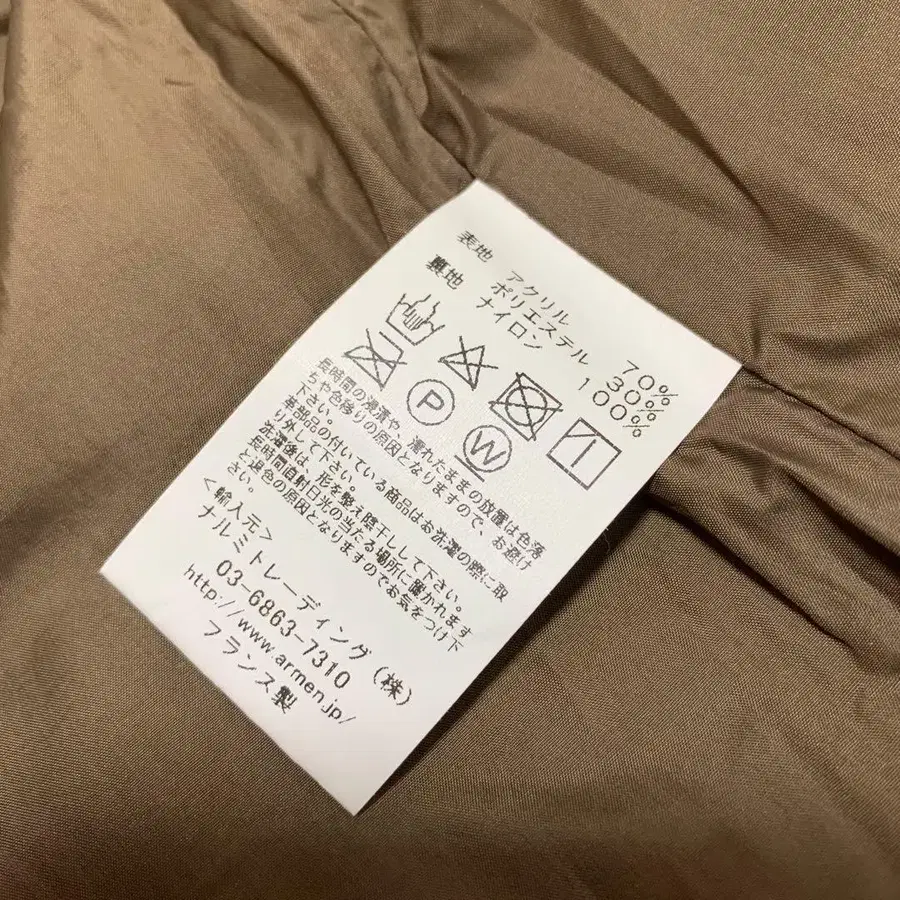 表地 アクリル 70%
ポリエステル 30%
裏地 ナイロン 100%
P
W
長時間の浸漬や、濡れたままの放置は色落
ちや色移りの原因となりますので、お避け
下さい。
革部品の付いている商品はお洗濯の際に取
り外して下さい。
洗濯後は、形を整え陰干しして下さい。
長時間直射日光の当たる場所に置かれます
と退色の原因となりますのでお気をつけ下
さい。
<輸入元>
ナルミトレーディング(株)
03-6863-7310
http://www.armen.jp/
フランス製